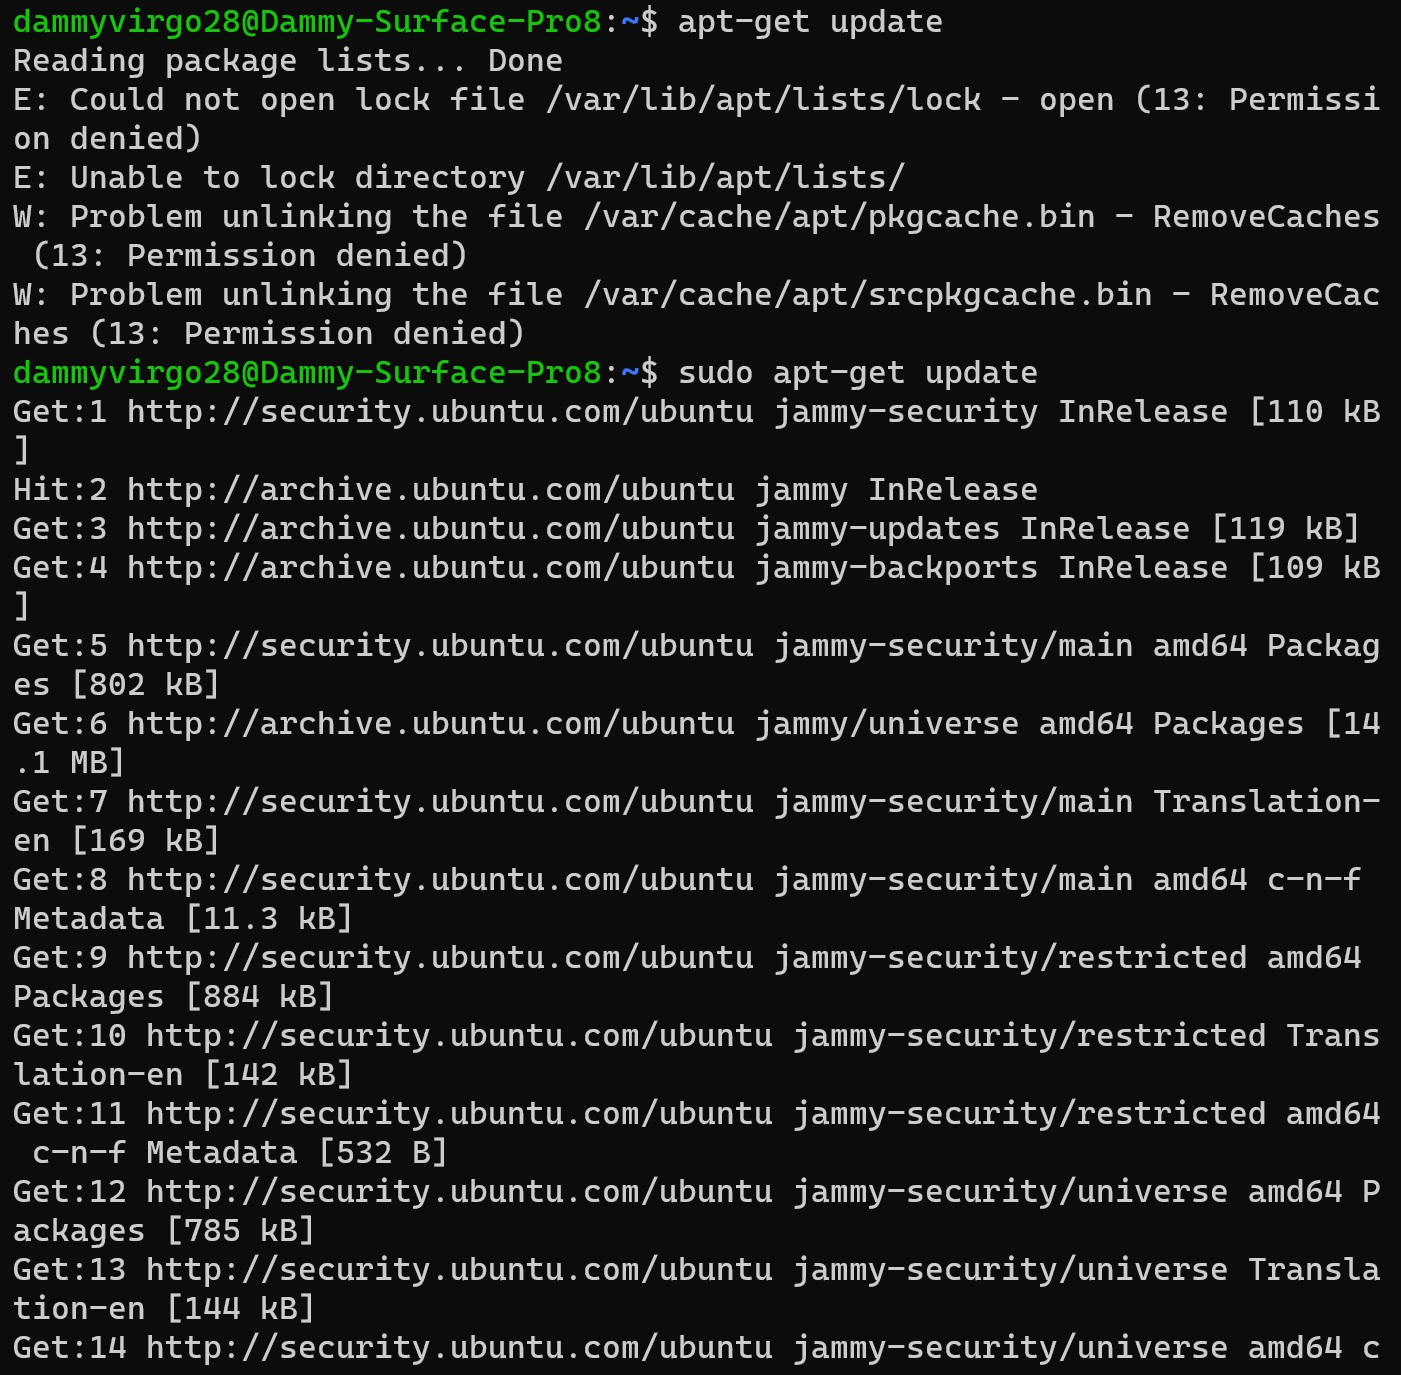 dammyvirgo28@Dammy-Surface-Pro8:~$ apt-get update
Reading package lists... Done
E: Could not open lock file /var/lib/apt/lists/lock - open (13: Permissi
on denied)
E: Unable to lock directory /var/lib/apt/lists/
W: Problem unlinking the file /var/cache/apt/pkgcache.bin - RemoveCaches
 (13: Permission denied)
W: Problem unlinking the file /var/cache/apt/srcpkgcache.bin - RemoveCac
hes (13: Permission denied)
dammyvirgo28@Dammy-Surface-Pro8:~$ sudo apt-get update
Get:1 http://security.ubuntu.com/ubuntu jammy-security InRelease [110 kB
]
Hit:2 http://archive.ubuntu.com/ubuntu jammy InRelease
Get:3 http://archive.ubuntu.com/ubuntu jammy-updates InRelease [119 kB]
Get:4 http://archive.ubuntu.com/ubuntu jammy-backports InRelease [109 kB
]
Get:5 http://security.ubuntu.com/ubuntu jammy-security/main amd64 Packag
es [802 kB]
Get:6 http://archive.ubuntu.com/ubuntu jammy/universe amd64 Packages [14
.1 MB]
Get:7 http://security.ubuntu.com/ubuntu jammy-security/main Translation-
en [169 kB]
Get:8 http://security.ubuntu.com/ubuntu jammy-security/main amd64 c-n-f
Metadata [11.3 kB]
Get:9 http://security.ubuntu.com/ubuntu jammy-security/restricted amd64
Packages [884 kB]
Get:10 http://security.ubuntu.com/ubuntu jammy-security/restricted Trans
lation-en [142 kB]
Get:11 http://security.ubuntu.com/ubuntu jammy-security/restricted amd64
 c-n-f Metadata [532 B]
Get:12 http://security.ubuntu.com/ubuntu jammy-security/universe amd64 P
ackages [785 kB]
Get:13 http://security.ubuntu.com/ubuntu jammy-security/universe Transla
tion-en [144 kB]
Get:14 http://security.ubuntu.com/ubuntu jammy-security/universe amd64 c